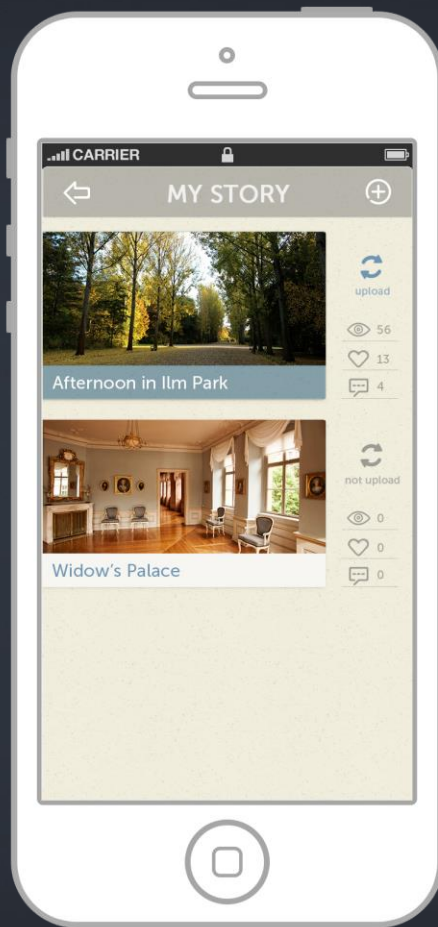 CARRIER
MY STORY
upload
56
13
4
Afternoon in Ilm Park
not upload
0
0
0
Widow's Palace